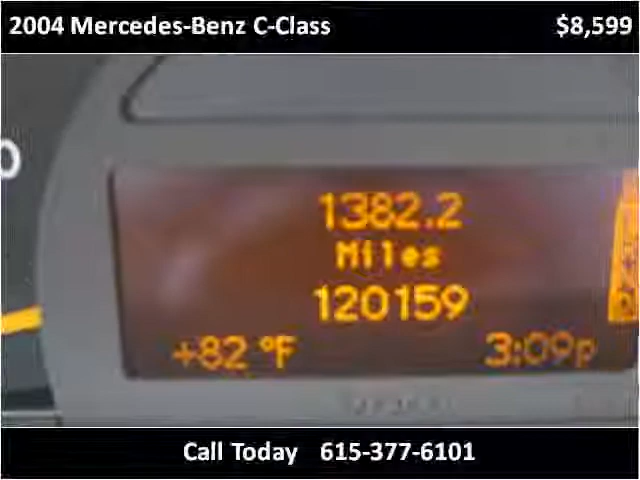 2004 Mercedes-Benz C-Class $8,599
1382.2
Miles
120159
+82 °F 3:09p
Call Today 615-377-6101